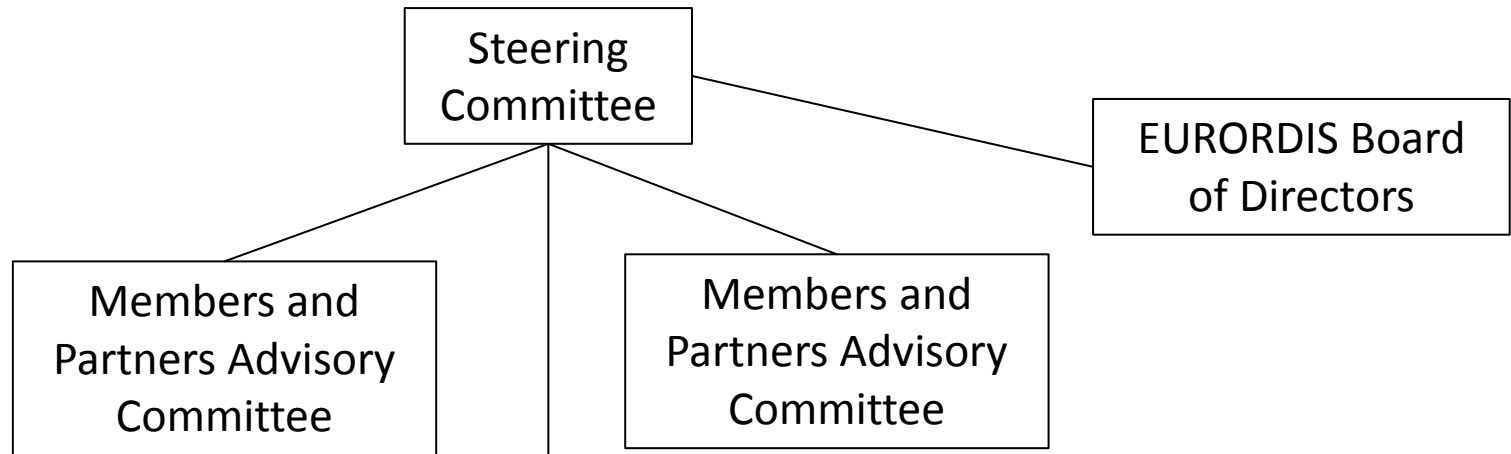 Steering
Committee
EURORDIS Board
of Directors
Members and
Partners Advisory
Committee
Members and
Partners Advisory
Committee